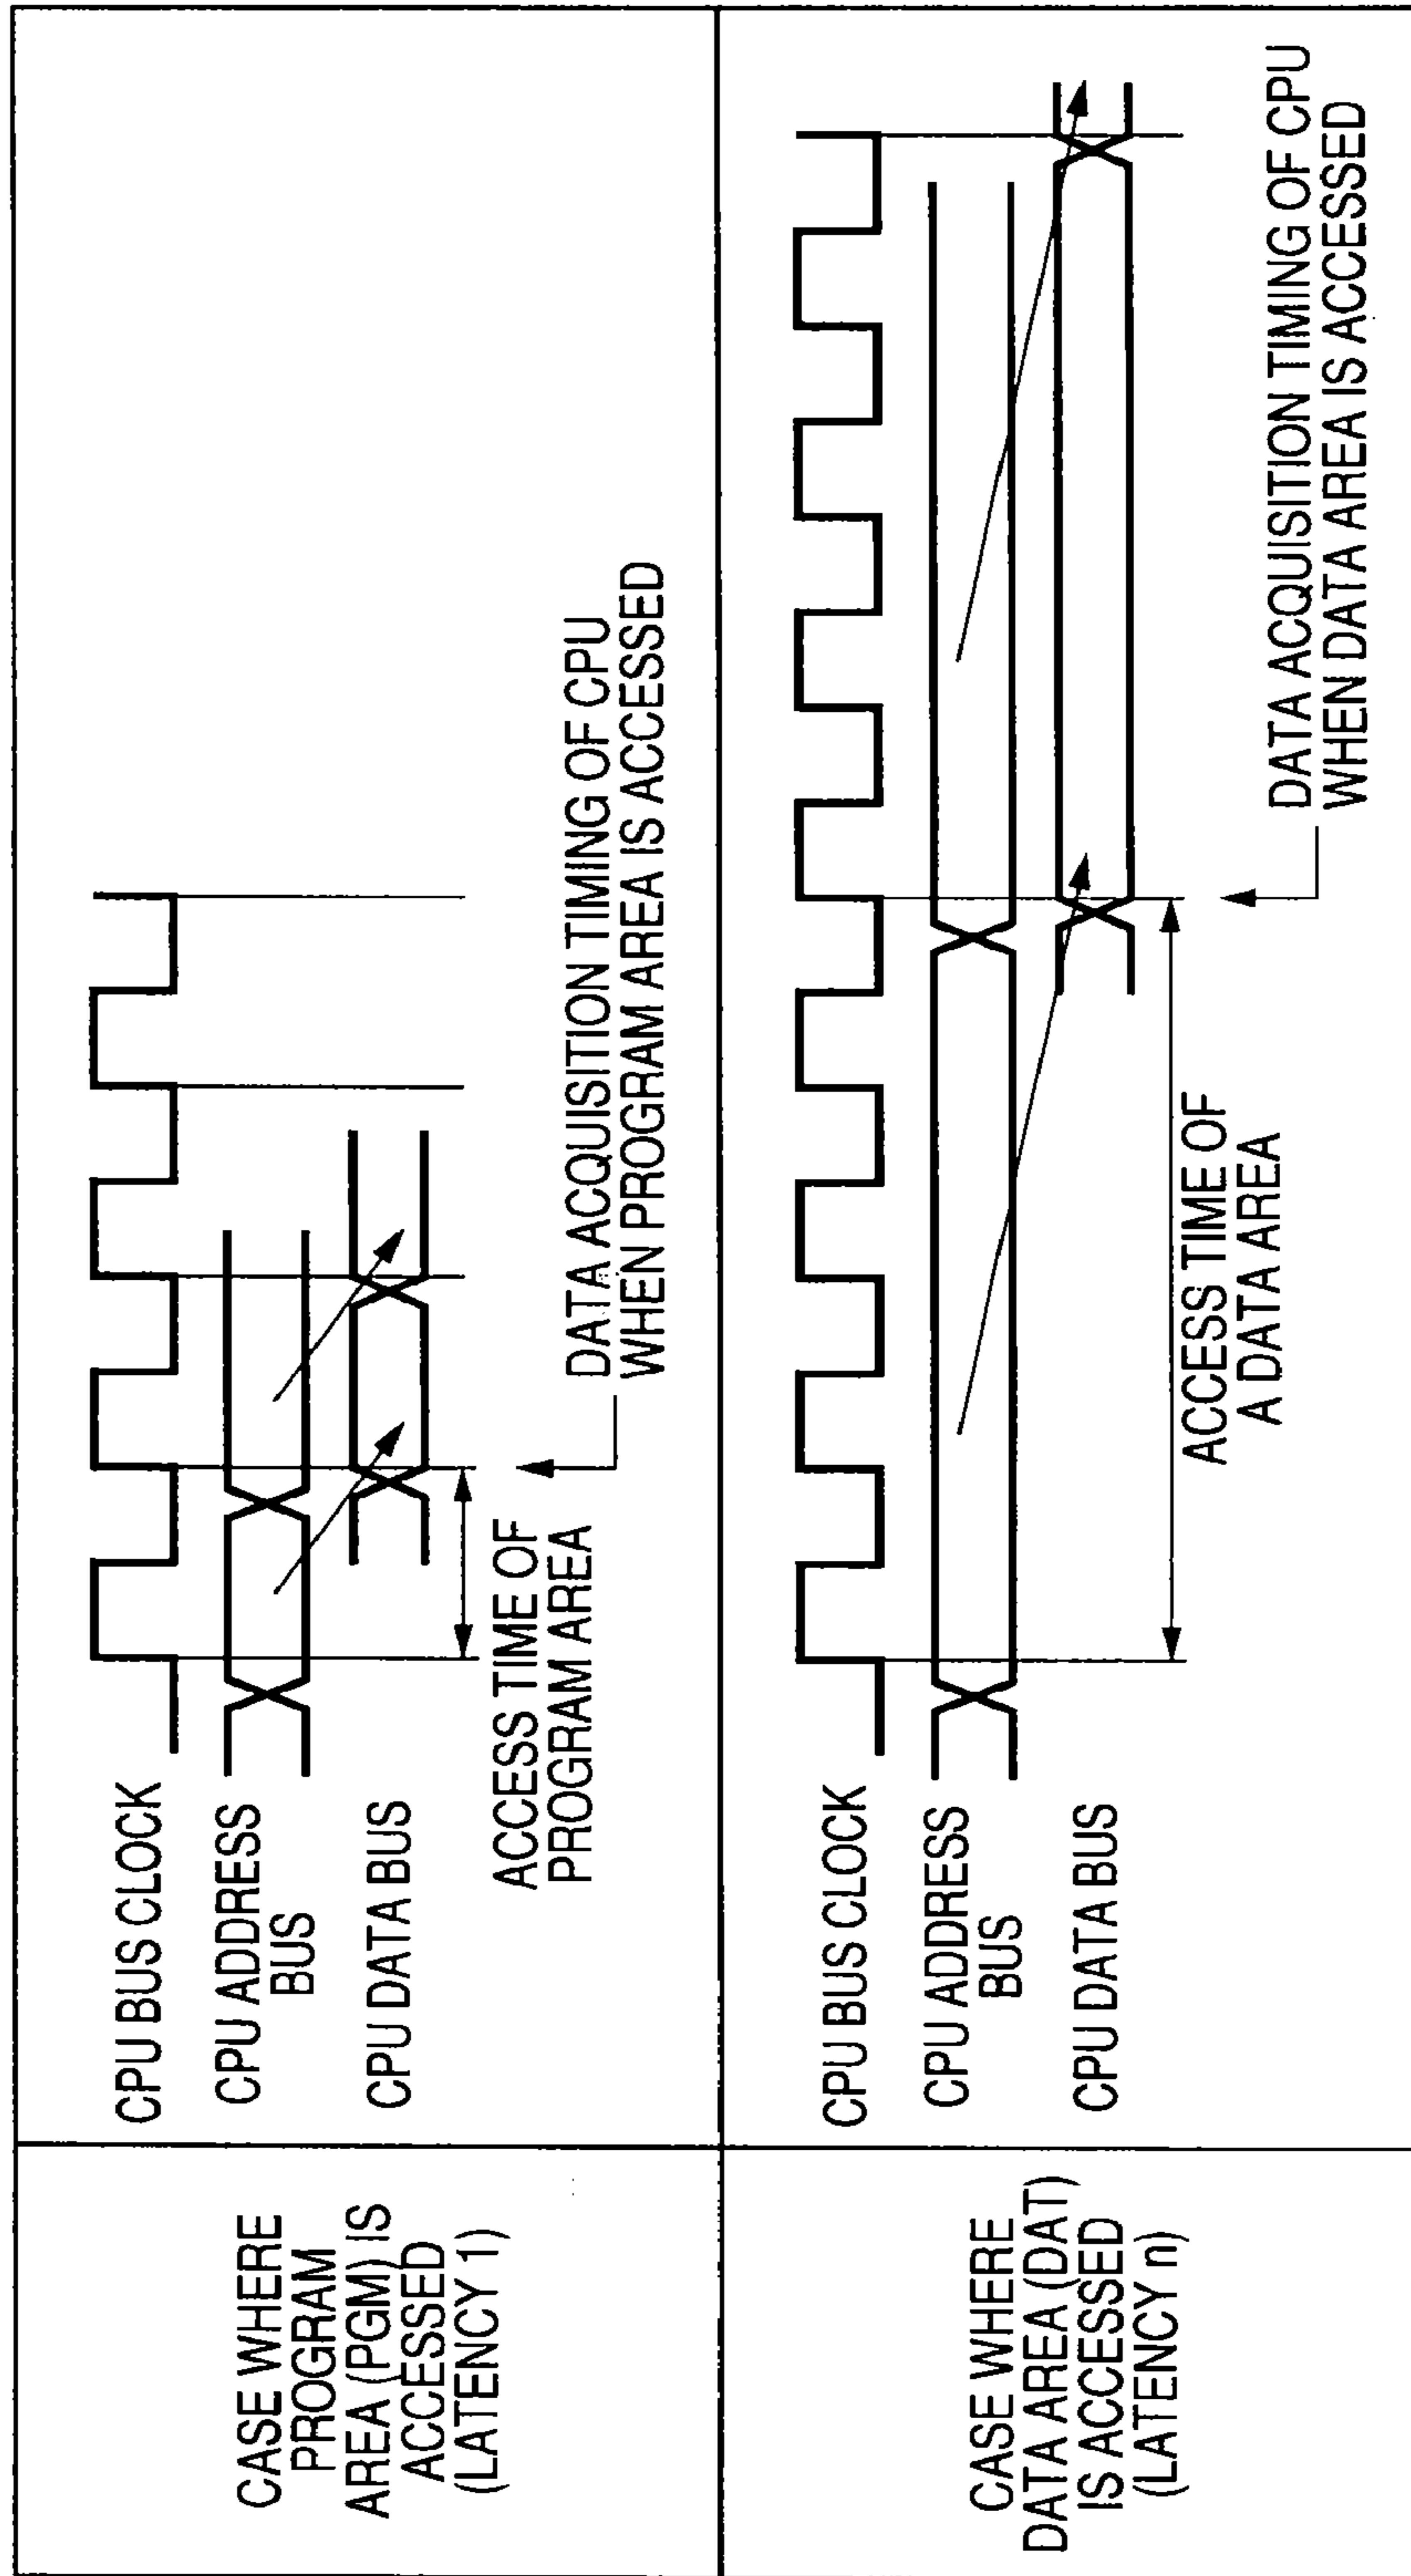 CASE WHERE
PROGRAM
AREA (PGM) IS
ACCESSED
(LATENCY 1)
CPU BUS CLOCK
CPU ADDRESS
BUS
CPU DATA BUS
ACCESS TIME OF
PROGRAM AREA
DATA ACQUISITION TIMING OF CPU
WHEN PROGRAM AREA IS ACCESSED
CASE WHERE
DATA AREA (DAT)
IS ACCESSED
(LATENCY n)
CPU BUS CLOCK
CPU ADDRESS
BUS
CPU DATA BUS
ACCESS TIME OF
A DATA AREA
DATA ACQUISITION TIMING OF CPU
WHEN DATA AREA IS ACCESSED